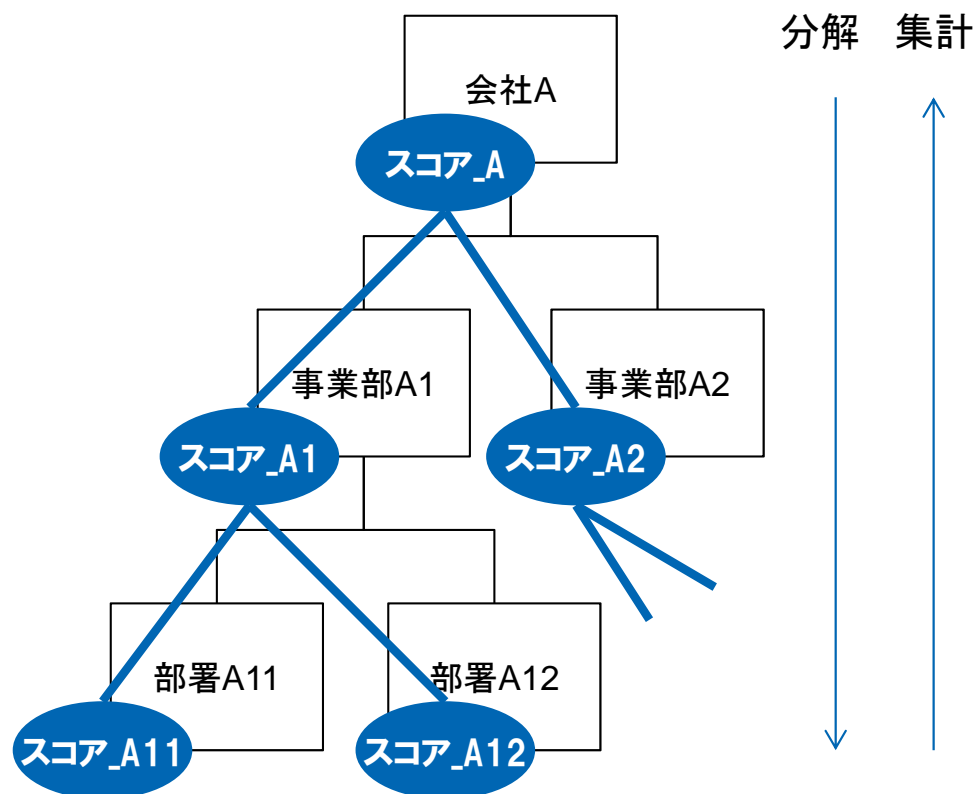 分解 集計
会社A
スコア_A
事業部A1
事業部A2
スコア_A1
スコア_A2
部署A11
部署A12
スコア_A11
スコア_A12